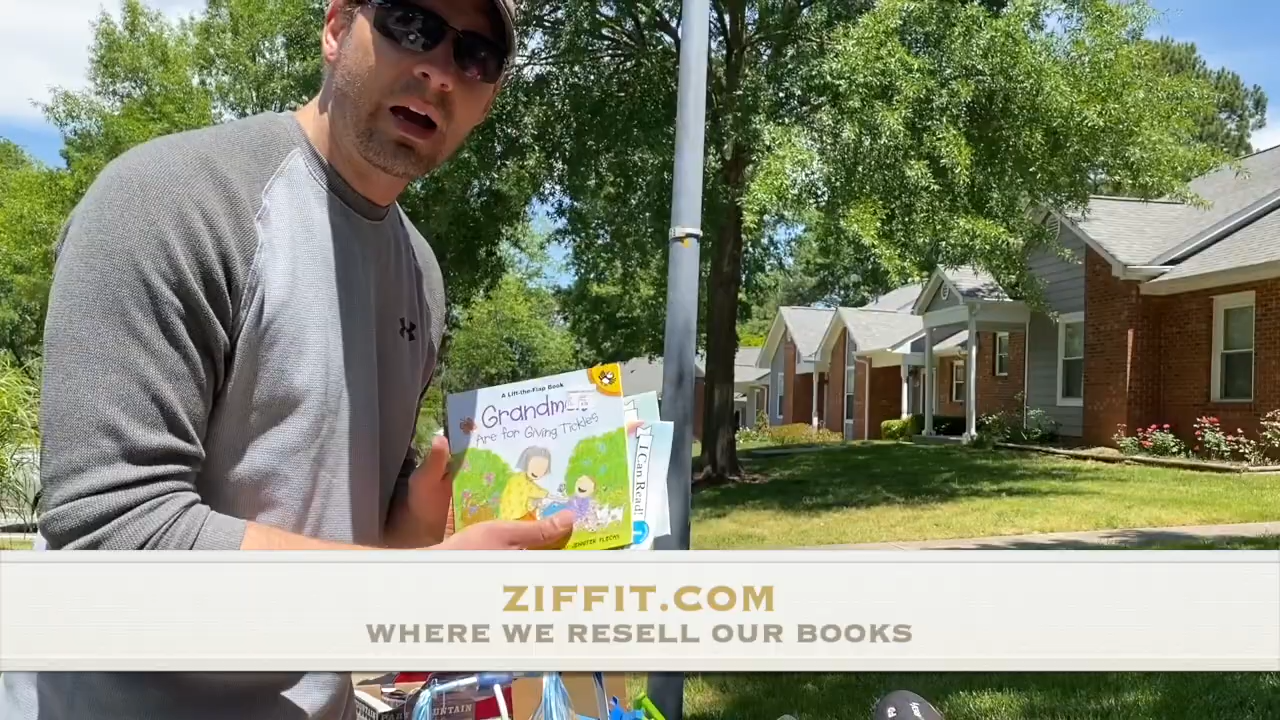 A Lift-the-Flap Book
Are for Giving Tickles
I Can Read!
ZIFFIT.COM
WHERE WE RESELL OUR BOOKS